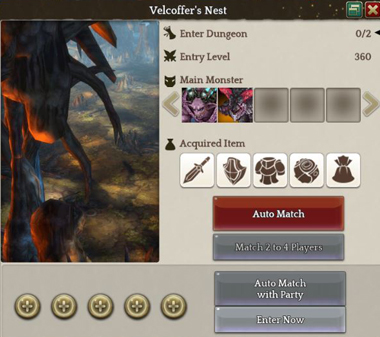 Velcoffer's Nest
Enter Dungeon 0/2
Entry Level 360
Main Monster
Acquired Item
Auto Match
Match 2 to 4 Players
Auto Match
with Party
Enter Now